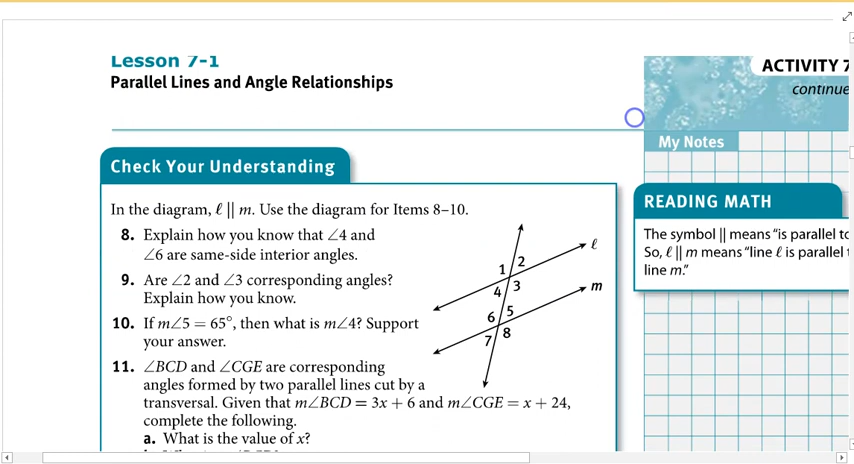 Lesson 7-1
Parallel Lines and Angle Relationships
ACTIVITY 7
continue
My Notes
Check Your Understanding
In the diagram, ℓ || m. Use the diagram for Items 8–10.
8. Explain how you know that ∠4 and
∠6 are same-side interior angles.
9. Are ∠2 and ∠3 corresponding angles?
Explain how you know.
10. If m∠5 = 65°, then what is m∠4? Support
your answer.
11. ∠BCD and ∠CGE are corresponding
angles formed by two parallel lines cut by a
transversal. Given that m∠BCD = 3x + 6 and m∠CGE = x + 24,
complete the following.
a. What is the value of x?
ℓ
1 2
4 3
m
6 5
7 8
READING MATH
The symbol || means “is parallel to
So, ℓ || m means “line ℓ is parallel
line m.”